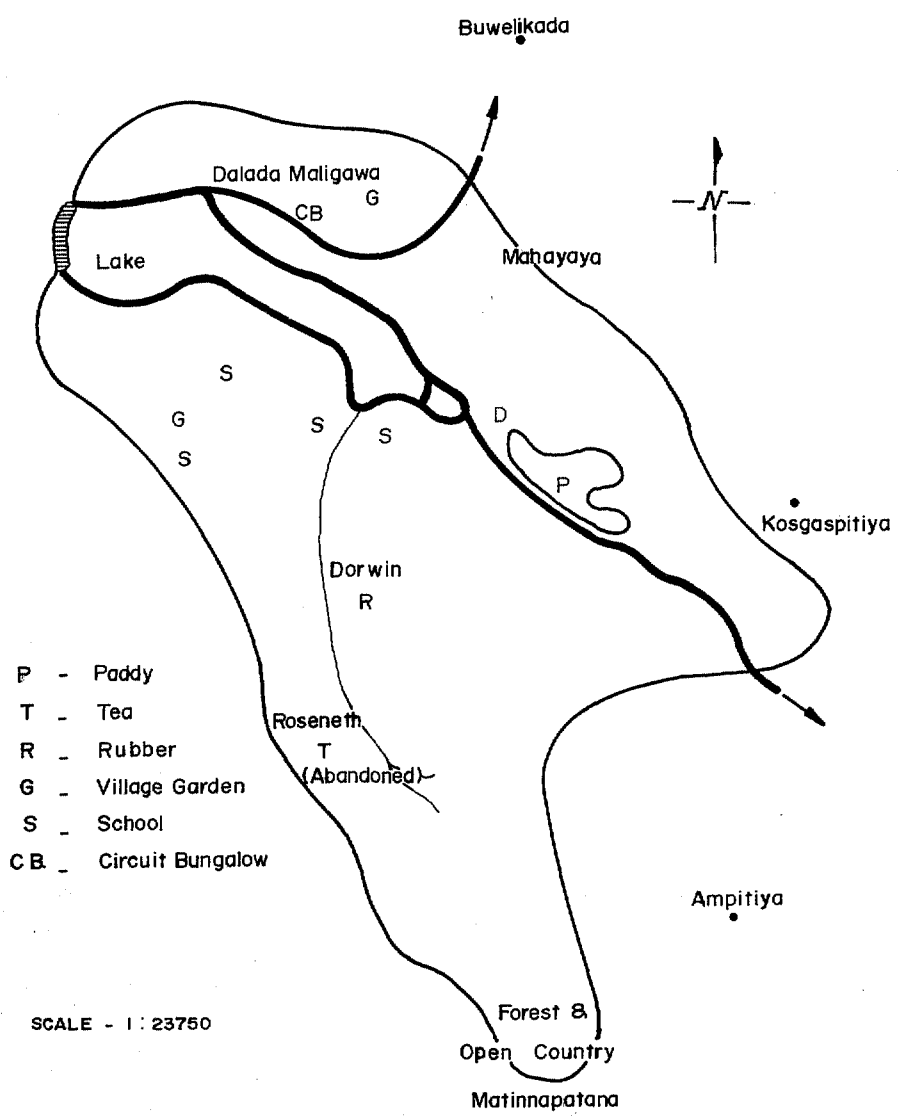 Buwelikada
Dalada Maligawa
G
CB
N
Lake
Mahayaya
S
G
S
S
S
D
P
Kosgaspitiya
Dorwin
R
P - Paddy
T - Tea
R - Rubber
G - Village Garden
S - School
C B. - Circuit Bungalow
Roseneth
T
(Abandoned)
Ampitiya
SCALE - 1 : 23750
Forest &
Open Country
Matinnapatana